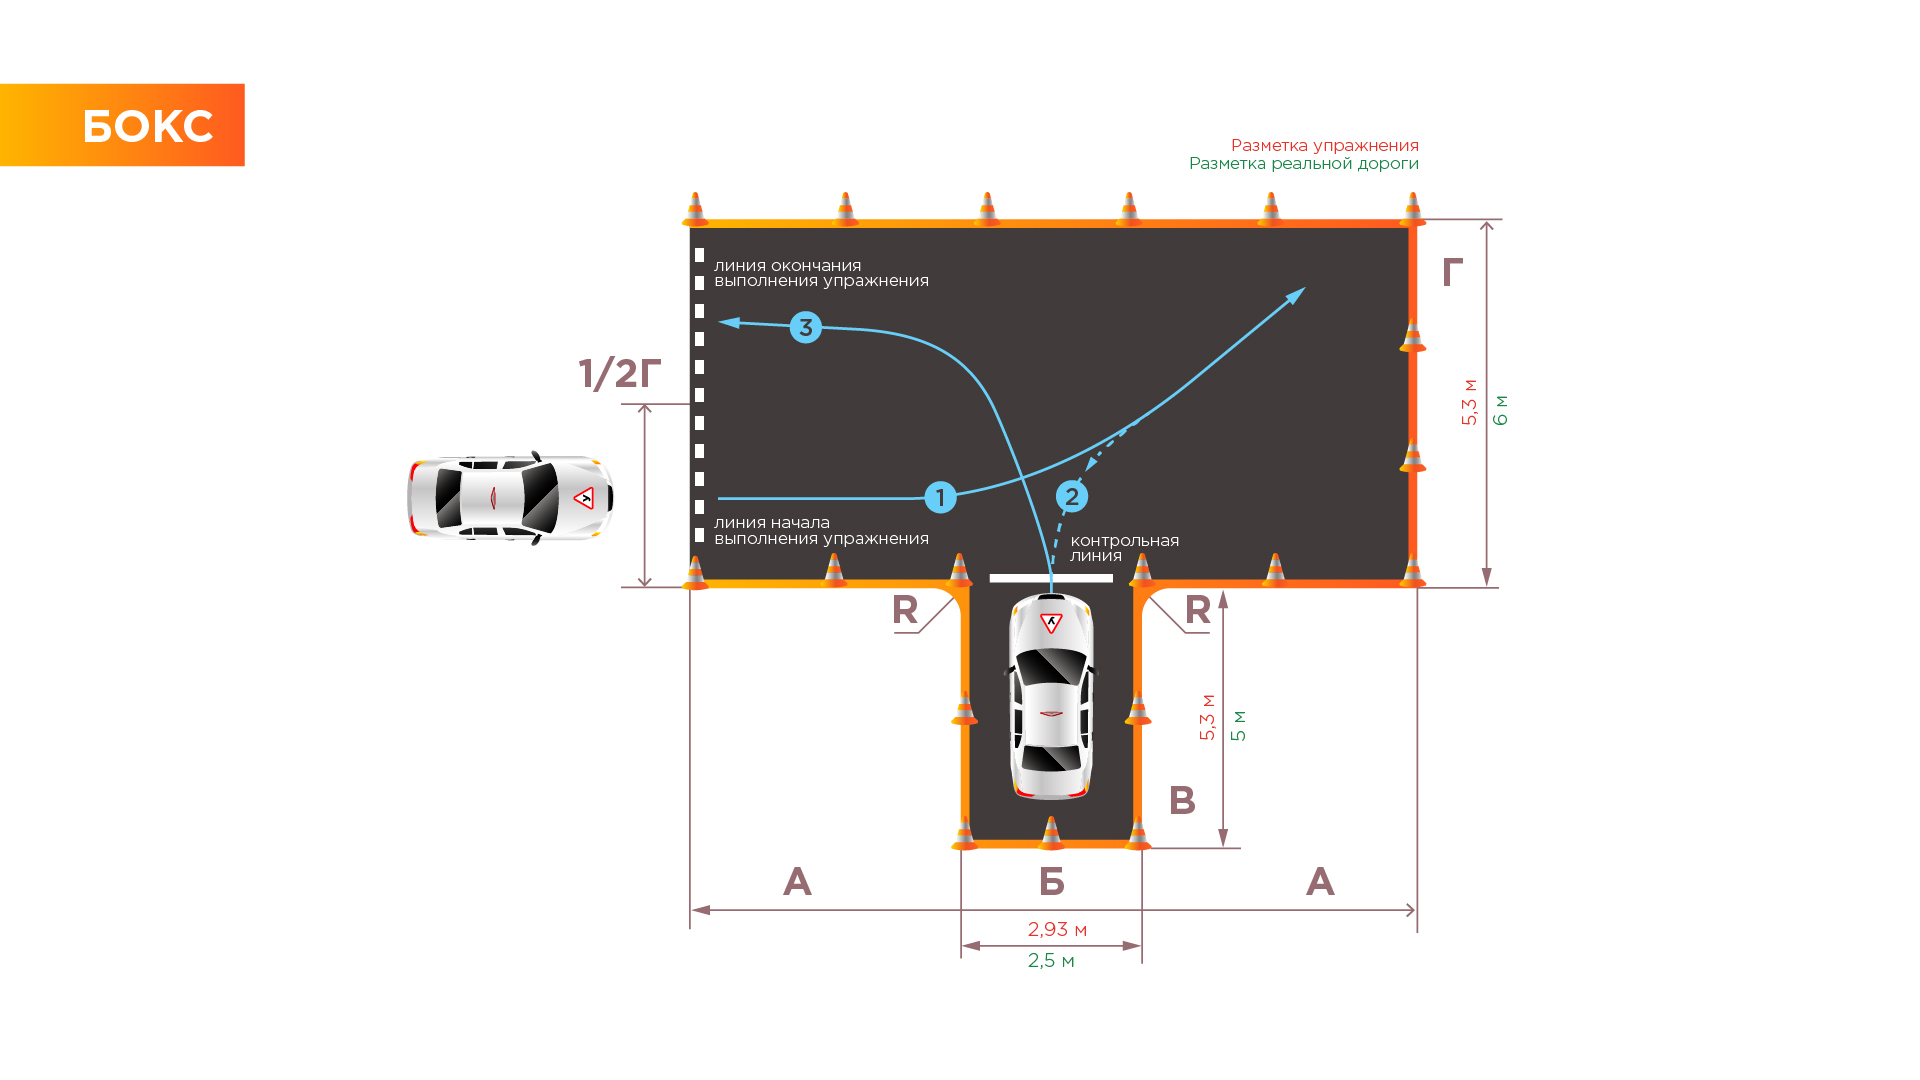 БОКС
Разметка упражнения
Разметка реальной дороги
линия окончания
выполнения упражнения
Г
3
1/2Г
5,3 м
6 м
1
2
У
линия начала
выполнения упражнения
контрольная
линия
R
R
У
5,3 м
5 м
В
А
Б
А
2,93 м
2,5 м